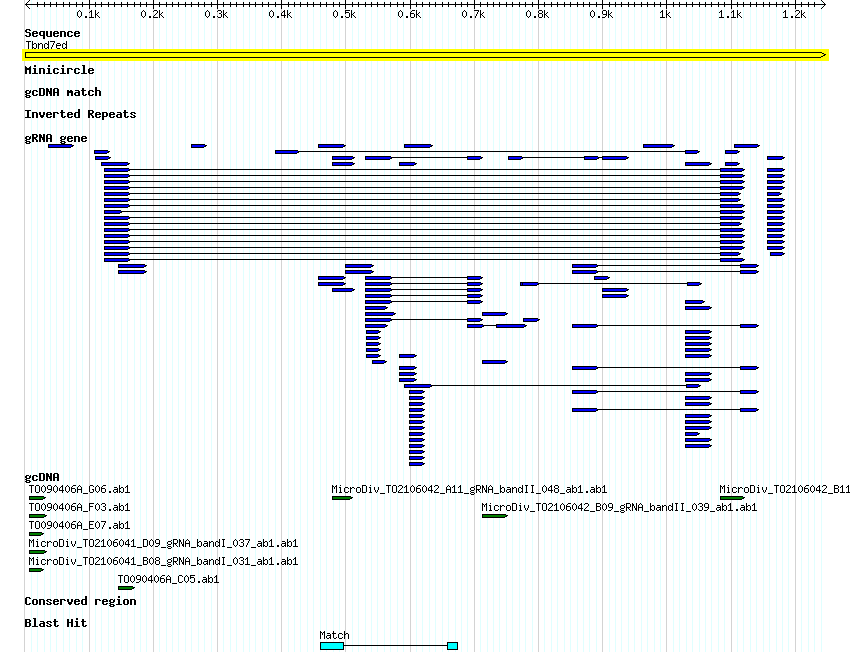 0.1k 0.2k 0.3k 0.4k 0.5k 0.6k 0.7k 0.8k 0.9k 1k 1.1k 1.2k
Sequence
Tbnd7ed
Minicircle
gcDNA match
Inverted Repeats
gRNA gene
gcDNA
TO090406A_G06.ab1 MicroDiv_TO2106042_A11_gRNA_bandII_048_ab1.ab1 MicroDiv_TO2106042_B11
TO090406A_F03.ab1 MicroDiv_TO2106042_B09_gRNA_bandII_039_ab1.ab1
TO090406A_E07.ab1
MicroDiv_TO2106041_D09_gRNA_bandI_037_ab1.ab1
MicroDiv_TO2106041_B08_gRNA_bandI_031_ab1.ab1
TO090406A_C05.ab1
Conserved region
Blast Hit
Match